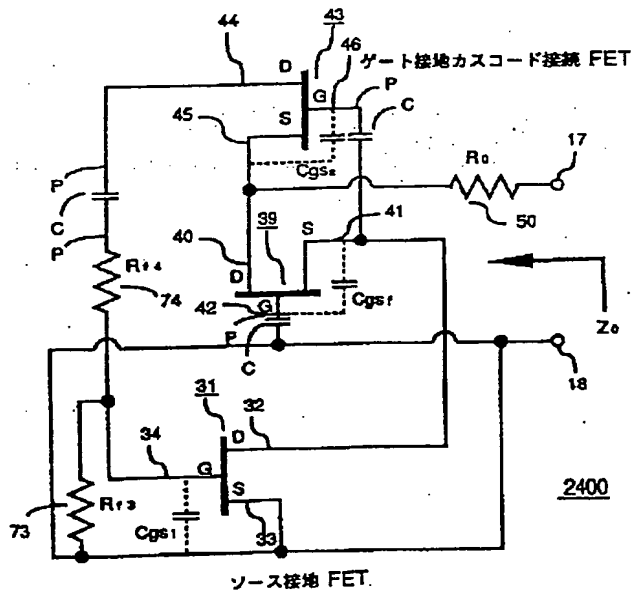 44
D
43
46
ゲート接地カスコード接続 FET
G
P
S
C
45
Cgs₂
R₀
17
P
C
P
40
39
S
41
50
D
Rf4
74
G
42
Cgsf
P
C
Z₀
18
31
D
32
34
G
S
2400
73
Rf3
Cgs1
33
ソース接地 FET.